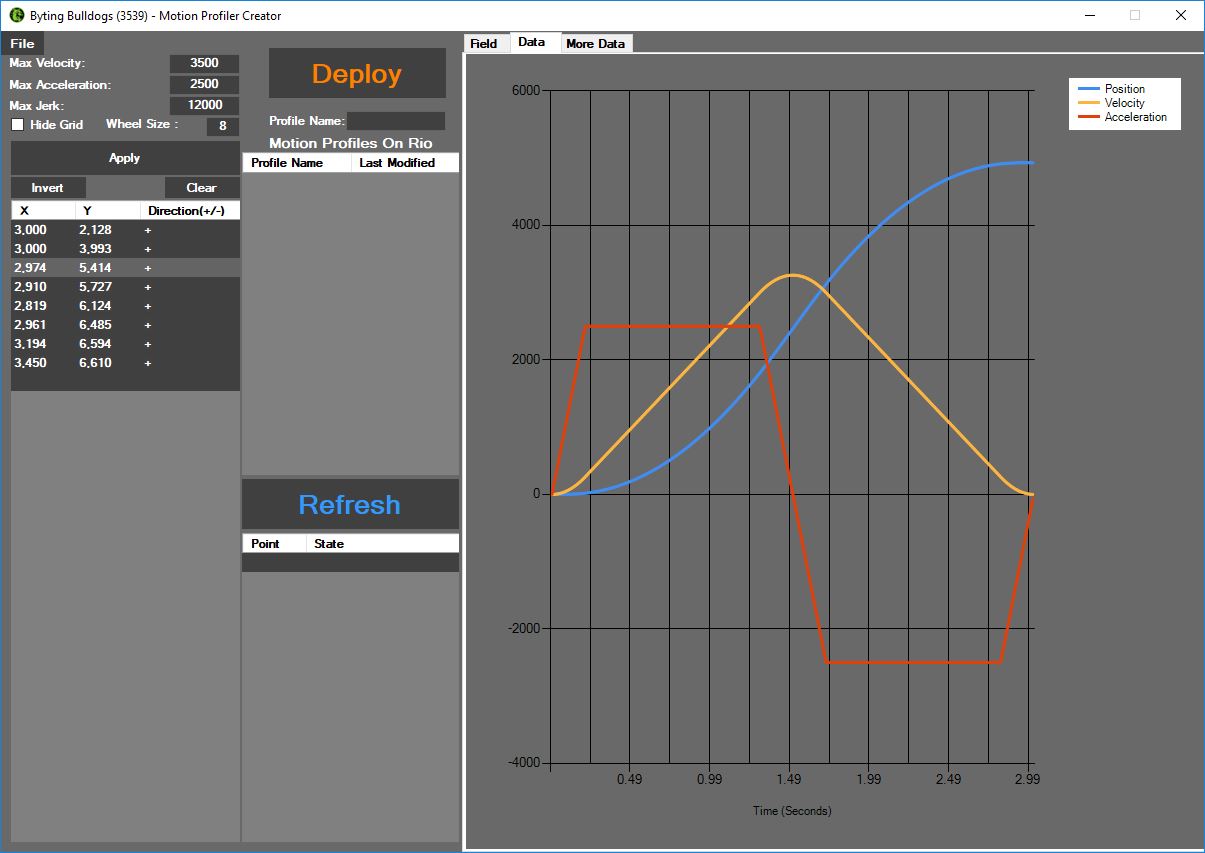 Byting Bulldogs (3539) - Motion Profiler Creator
File
Max Velocity: 3500
Max Acceleration: 2500
Max Jerk: 12000
Hide Grid Wheel Size : 8
Apply
Invert Clear
X Y Direction(+/-)
3,000 2,128 +
3,000 3,993 +
2,974 5,414 +
2,910 5,727 +
2,819 6,124 +
2,961 6,485 +
3,194 6,594 +
3,450 6,610 +
Deploy
Profile Name:
Motion Profiles On Rio
Profile Name Last Modified
Refresh
Point State
Field Data More Data
6000
4000
2000
0
-2000
-4000
0.49 0.99 1.49 1.99 2.49 2.99
Time (Seconds)
Position
Velocity
Acceleration